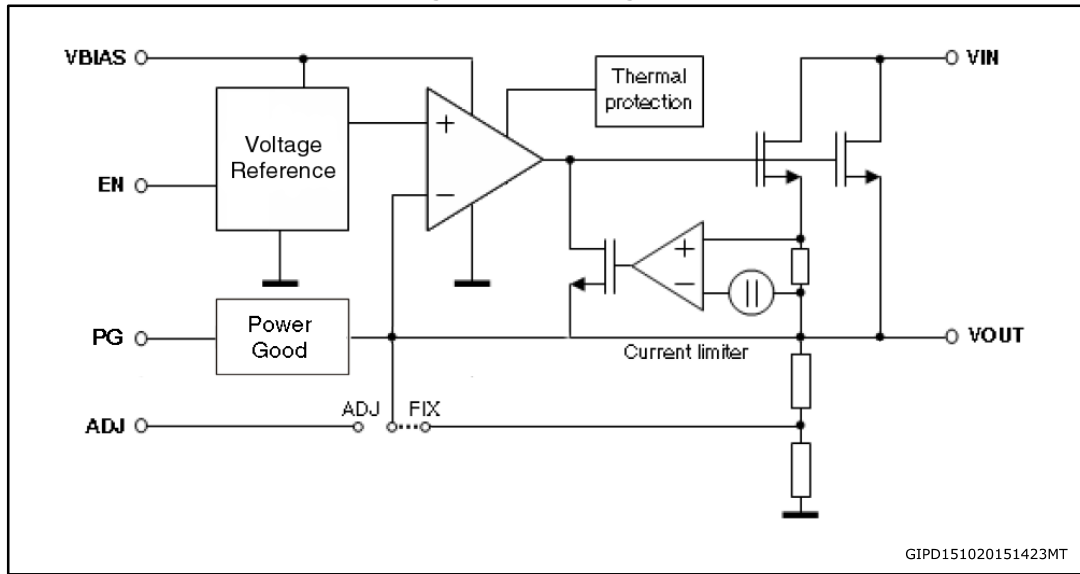 VBIAS
VIN
Thermal
protection
+
Voltage
Reference
EN
−
+
−
PG
Power
Good
VOUT
Current limiter
ADJ
FIX
ADJ
GIPD151020151423MT